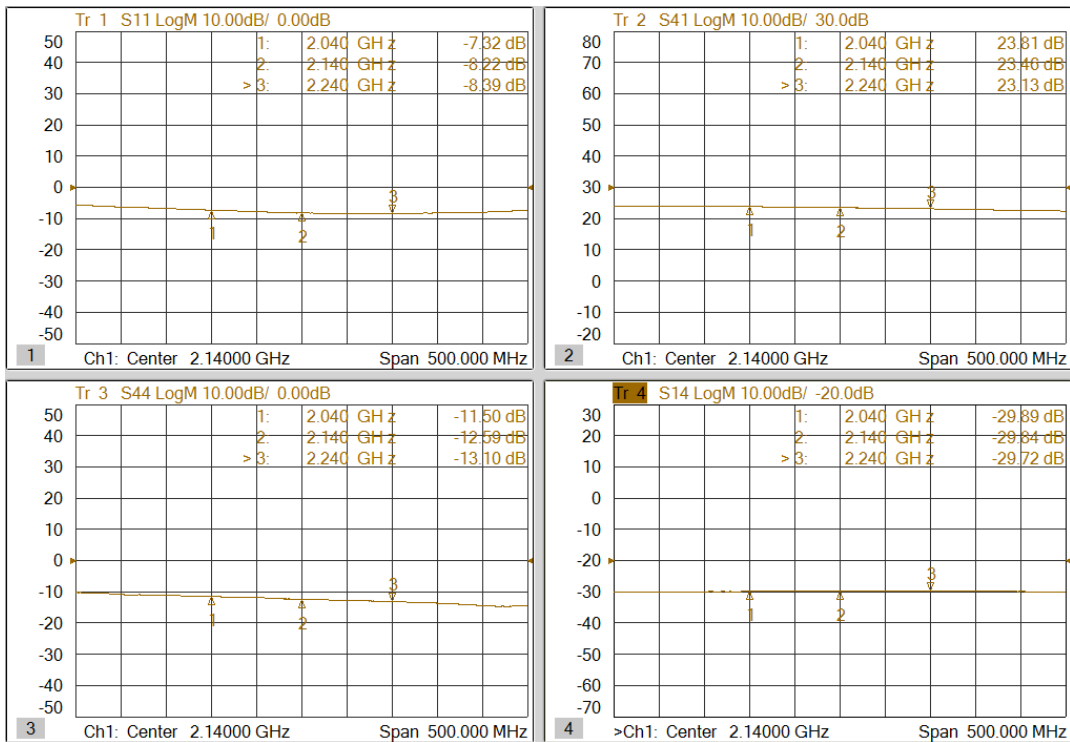 Tr 1 S11 LogM 10.00dB/ 0.00dB
50
40
30
20
10
0
-10
-20
-30
-40
-50
1: 2.040 GHz -7.32 dB
2: 2.140 GHz -8.22 dB
> 3: 2.240 GHz -8.39 dB
1
2
3
1
Ch1: Center 2.14000 GHz
Span 500.000 MHz
Tr 2 S41 LogM 10.00dB/ 30.0dB
80
70
60
50
40
30
20
10
0
-10
-20
1: 2.040 GHz 23.81 dB
2: 2.140 GHz 23.46 dB
> 3: 2.240 GHz 23.13 dB
1
2
3
2
Ch1: Center 2.14000 GHz
Span 500.000 MHz
Tr 3 S44 LogM 10.00dB/ 0.00dB
50
40
30
20
10
0
-10
-20
-30
-40
-50
1: 2.040 GHz -11.50 dB
2: 2.140 GHz -12.59 dB
> 3: 2.240 GHz -13.10 dB
1
2
3
3
Ch1: Center 2.14000 GHz
Span 500.000 MHz
Tr 4 S14 LogM 10.00dB/ -20.0dB
30
20
10
0
-10
-20
-30
-40
-50
-60
-70
1: 2.040 GHz -29.89 dB
2: 2.140 GHz -29.84 dB
> 3: 2.240 GHz -29.72 dB
1
2
3
4
>Ch1: Center 2.14000 GHz
Span 500.000 MHz